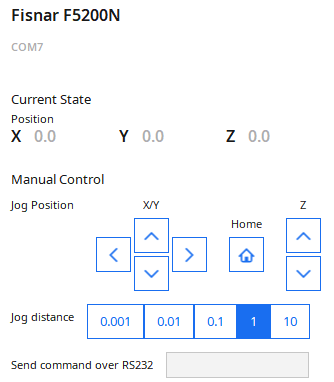 Fisnar F5200N
COM7
Current State
Position
X 0.0 Y 0.0 Z 0.0
Manual Control
Jog Position X/Y Z
Home
Jog distance 0.001 0.01 0.1 1 10
Send command over RS232